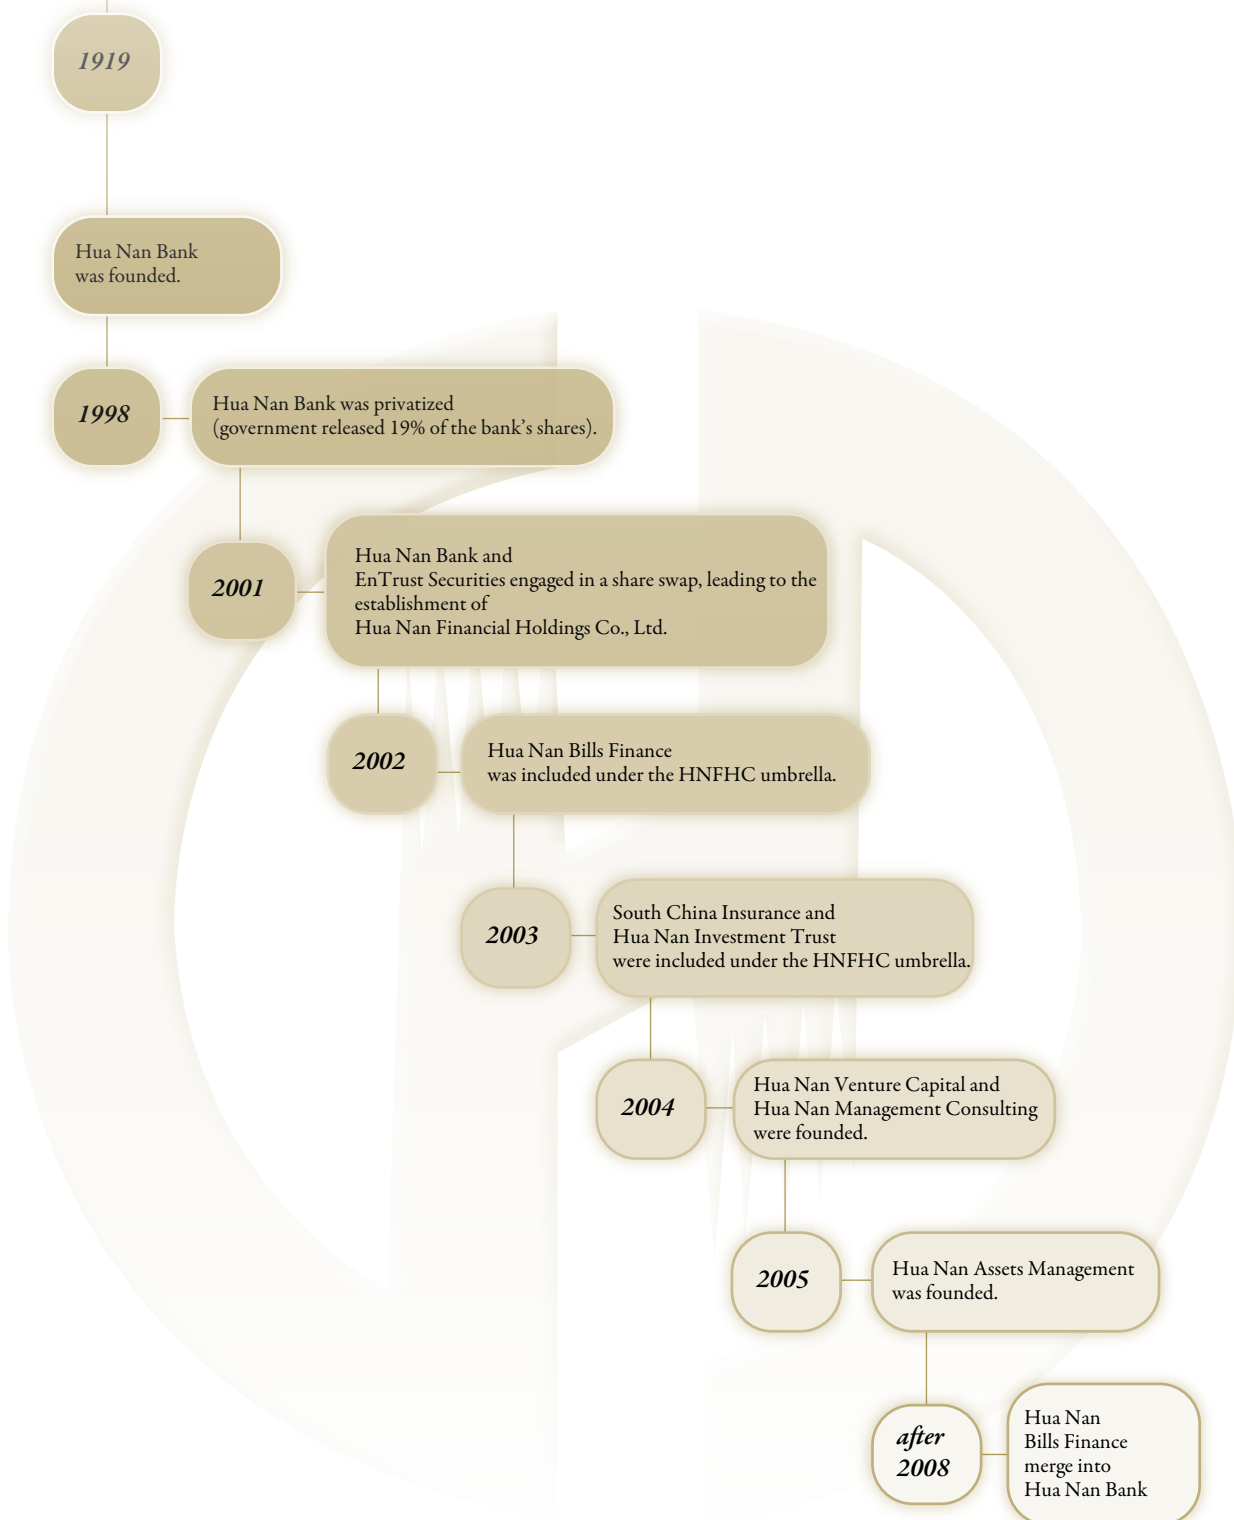 1919
Hua Nan Bank
was founded.
1998
Hua Nan Bank was privatized
(government released 19% of the bank’s shares).
2001
Hua Nan Bank and
EnTrust Securities engaged in a share swap, leading to the
establishment of
Hua Nan Financial Holdings Co., Ltd.
2002
Hua Nan Bills Finance
was included under the HNFHC umbrella.
2003
South China Insurance and
Hua Nan Investment Trust
were included under the HNFHC umbrella.
2004
Hua Nan Venture Capital and
Hua Nan Management Consulting
were founded.
2005
Hua Nan Assets Management
was founded.
after
2008
Hua Nan
Bills Finance
merge into
Hua Nan Bank